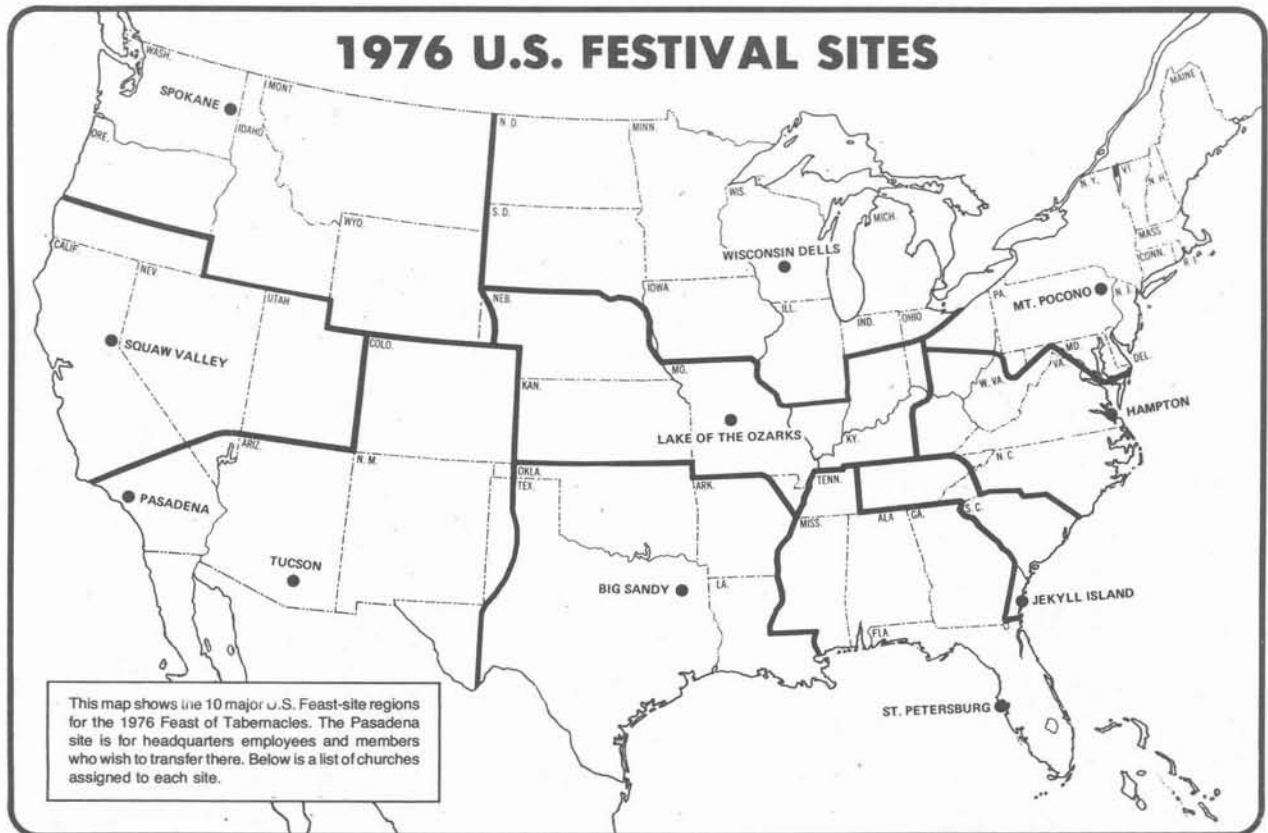 1976 U.S. FESTIVAL SITES
WASH.
SPOKANE
MONT.
IDAHO
ORE.
N. D.
MINN.
MAINE
WIS.
N. Y.
VT.
N. H.
S. D.
MICH.
MASS.
WYO.
CONN.
R. I.
CALIF.
NEV.
WISCONSIN DELLS
UTAH
NEB.
IOWA
ILL.
PA.
N. J.
MT. POCONO
IND.
OHIO
SQUAW VALLEY
COLO.
MD.
DEL.
MO.
W. VA.
VA.
KAN.
HAMPTON
LAKE OF THE OZARKS
KY.
ARIZ.
N. M.
N. C.
OKLA.
TEX.
ARK.
2.
TENN.
PASADENA
MISS.
ALA
GA.
S. C.
TUCSON
BIG SANDY
LA.
JEKYLL ISLAND
FLA.
ST. PETERSBURG
This map shows the 10 major U.S. Feast-site regions
for the 1976 Feast of Tabernacles. The Pasadena
site is for headquarters employees and members
who wish to transfer there. Below is a list of churches
assigned to each site.